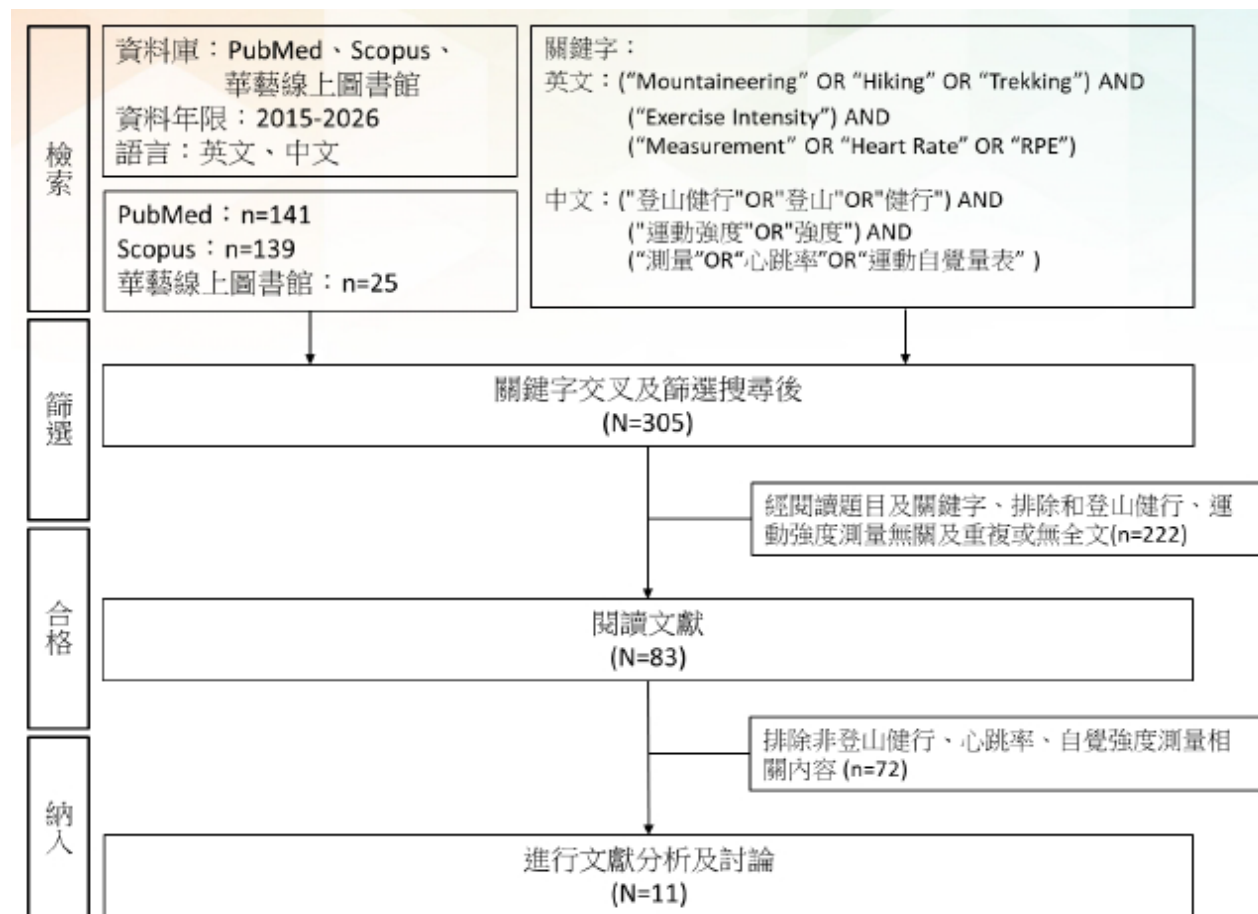 檢索
資料庫：PubMed、Scopus、
華藝線上圖書館
資料年限：2015-2026
語言：英文、中文
PubMed：n=141
Scopus：n=139
華藝線上圖書館：n=25
關鍵字：
英文：(“Mountaineering” OR “Hiking” OR “Trekking”) AND
(“Exercise Intensity”) AND
(“Measurement” OR “Heart Rate” OR “RPE”)
中文：("登山健行"OR"登山"OR"健行") AND
("運動強度"OR"強度") AND
(“測量”OR“心跳率”OR“運動自覺量表” )
篩選
關鍵字交叉及篩選搜尋後
(N=305)
經閱讀題目及關鍵字、排除和登山健行、運
動強度測量無關及重複或無全文(n=222)
合格
閱讀文獻
(N=83)
排除非登山健行、心跳率、自覺強度測量相
關內容 (n=72)
納入
進行文獻分析及討論
(N=11)